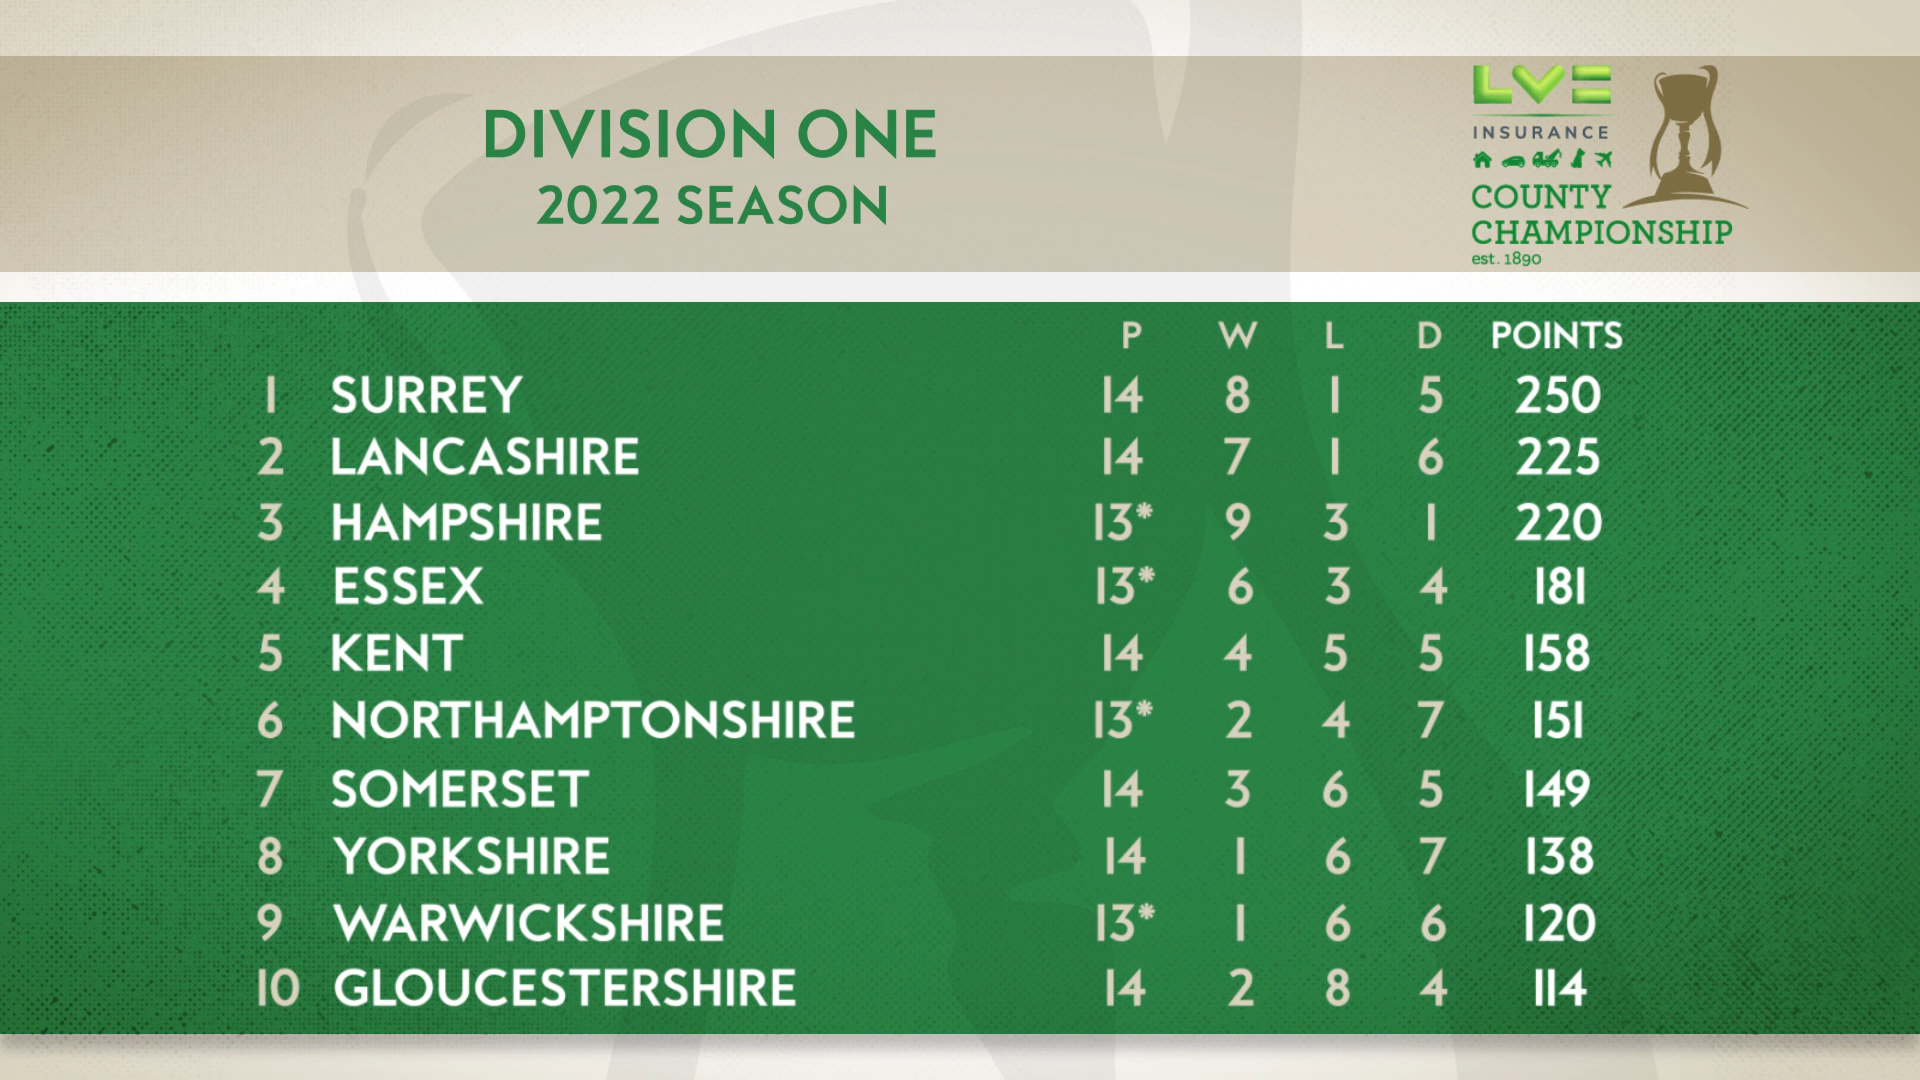 DIVISION ONE
2022 SEASON
LV=
INSURANCE
COUNTY
CHAMPIONSHIP
est. 1890
P W L D POINTS
1 SURREY 14 8 1 5 250
2 LANCASHIRE 14 7 1 6 225
3 HAMPSHIRE 13* 9 3 1 220
4 ESSEX 13* 6 3 4 181
5 KENT 14 4 5 5 158
6 NORTHAMPTONSHIRE 13* 2 4 7 151
7 SOMERSET 14 3 6 5 149
8 YORKSHIRE 14 1 6 7 138
9 WARWICKSHIRE 13* 1 6 6 120
10 GLOUCESTERSHIRE 14 2 8 4 114